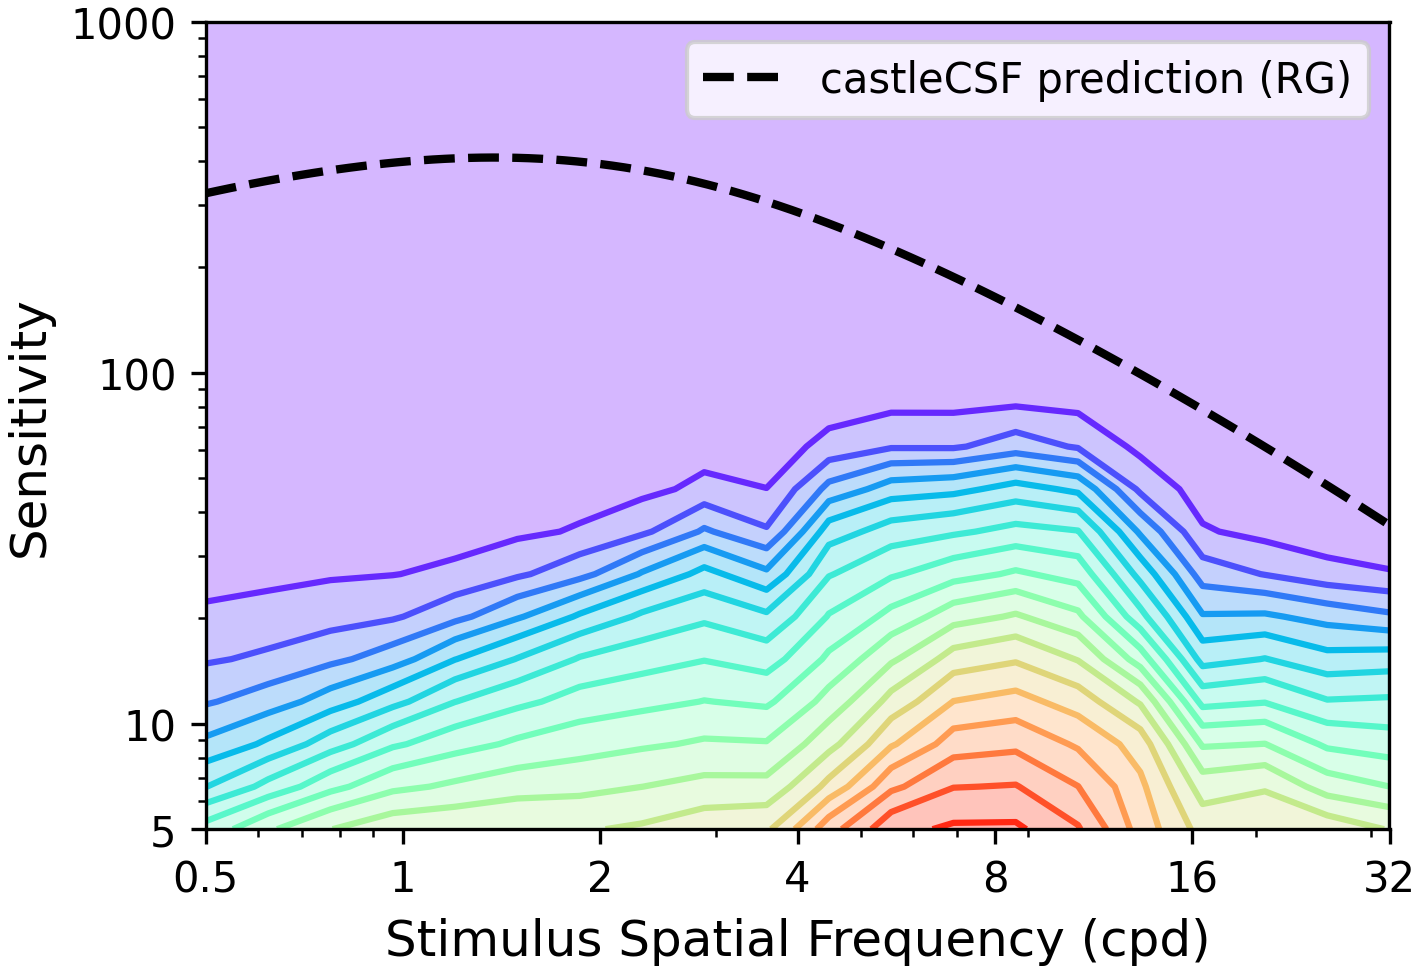 1000
castleCSF prediction (RG)
Sensitivity
100
10
5
0.5 1 2 4 8 16 32
Stimulus Spatial Frequency (cpd)